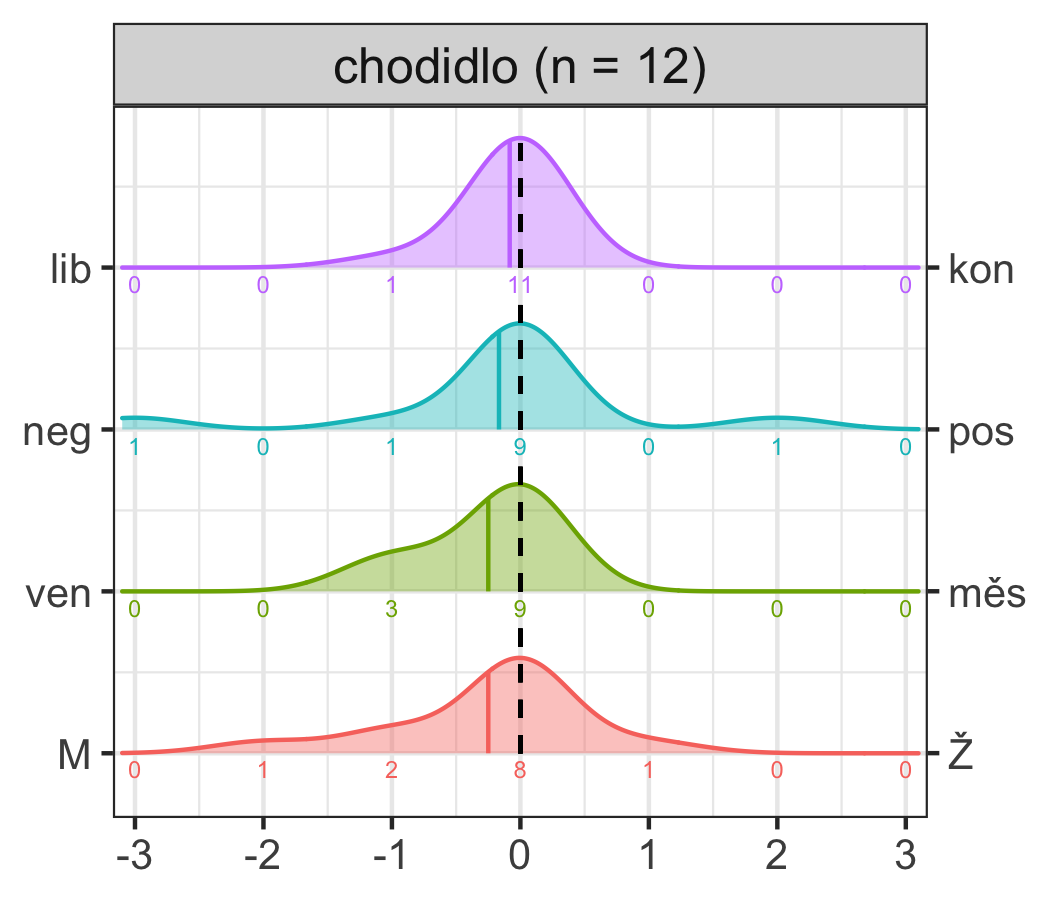 chodidlo (n = 12)
lib kon
0 0 1 11 0 0 0
neg pos
1 0 1 9 0 1 0
ven měs
0 0 3 9 0 0 0
M Ž
0 1 2 8 1 0 0
-3 -2 -1 0 1 2 3